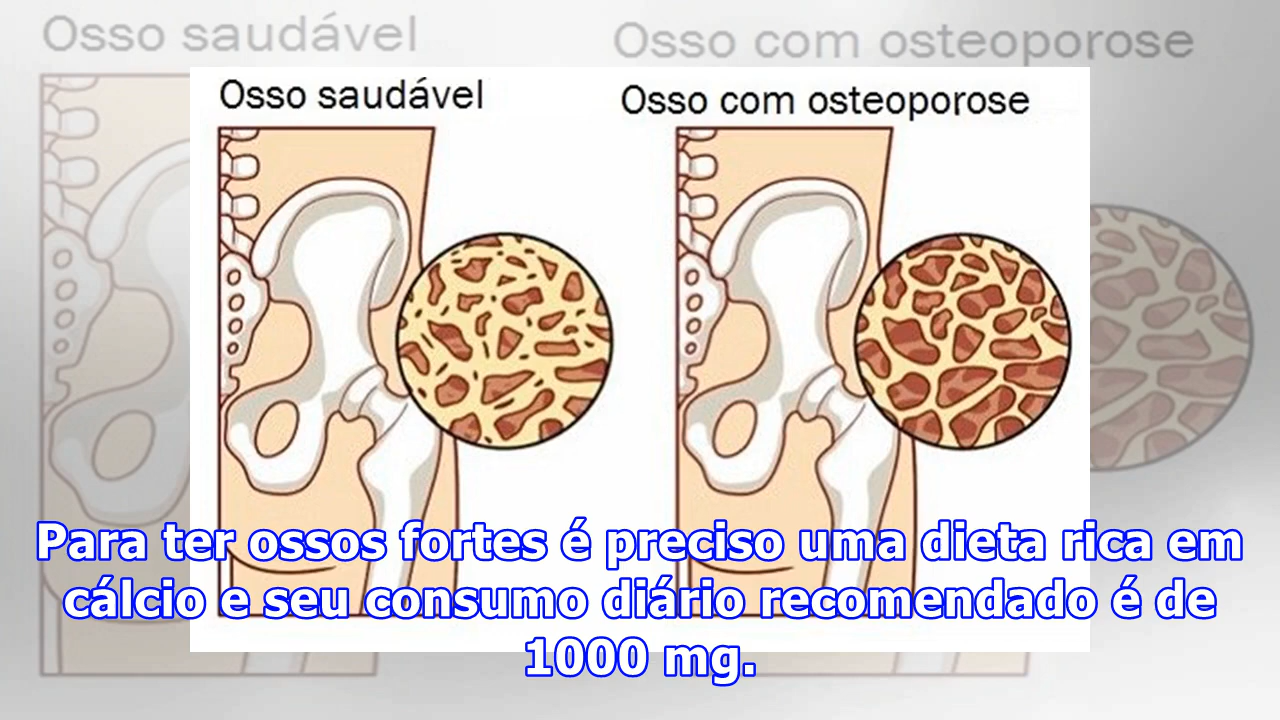 Osso saudável
Osso com osteoporose
Osso saudável
Osso com osteoporose
Para ter ossos fortes é preciso uma dieta rica em
cálcio e seu consumo diário recomendado é de
1000 mg.